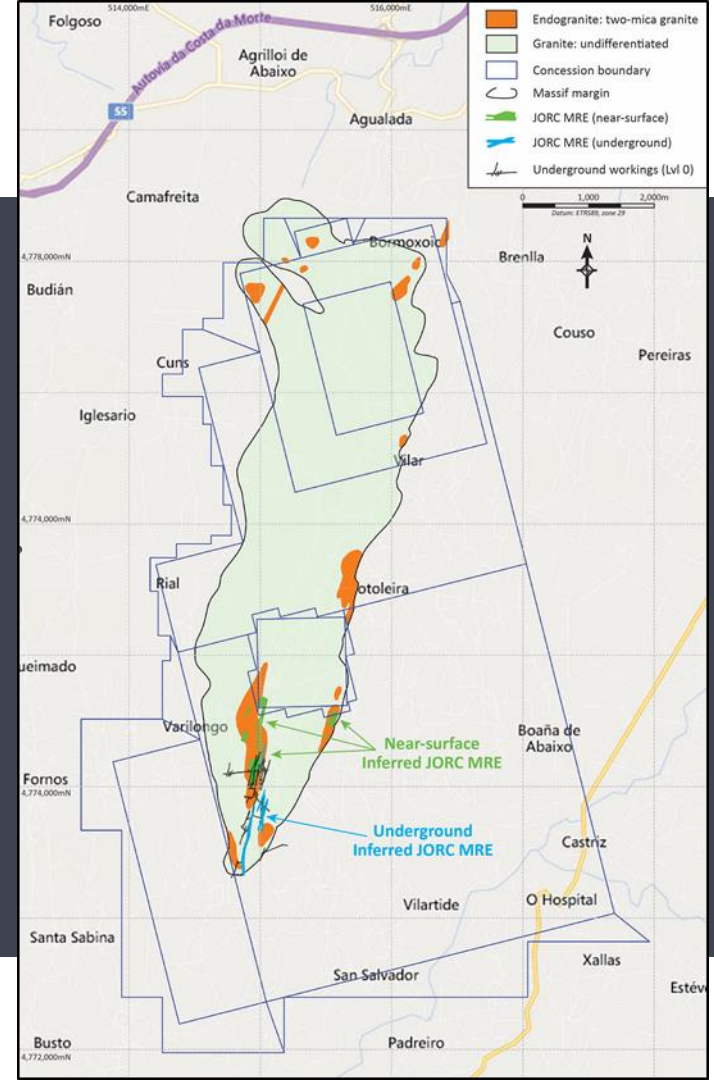 514,000mE
516,000mE
Folgoso
Autovía da Costa da Morte
Agrilloi de
Abaixo
55
Agualada
Endogranite: two-mica granite
Granite: undifferentiated
Concession boundary
Massif margin
JORC MRE (near-surface)
JORC MRE (underground)
Underground workings (Lvl 0)
0 1,000 2,000m
Datum: ETRS89, zone 29
N
Camafreita
Bormoxoic
Brenlla
4,778,000mN
Budián
Couso
Pereiras
Cuns
Iglesario
Vilar
4,774,000mN
Rial
otoleira
ueimado
Varilongo
Boaña de
Abaixo
Near-surface
Inferred JORC MRE
Fornos
4,774,000mN
Underground
Inferred JORC MRE
Castriz
Vilartide
O Hospital
Santa Sabina
San Salvador
Xallas
Estév
Busto
Padreiro
4,772,000mN